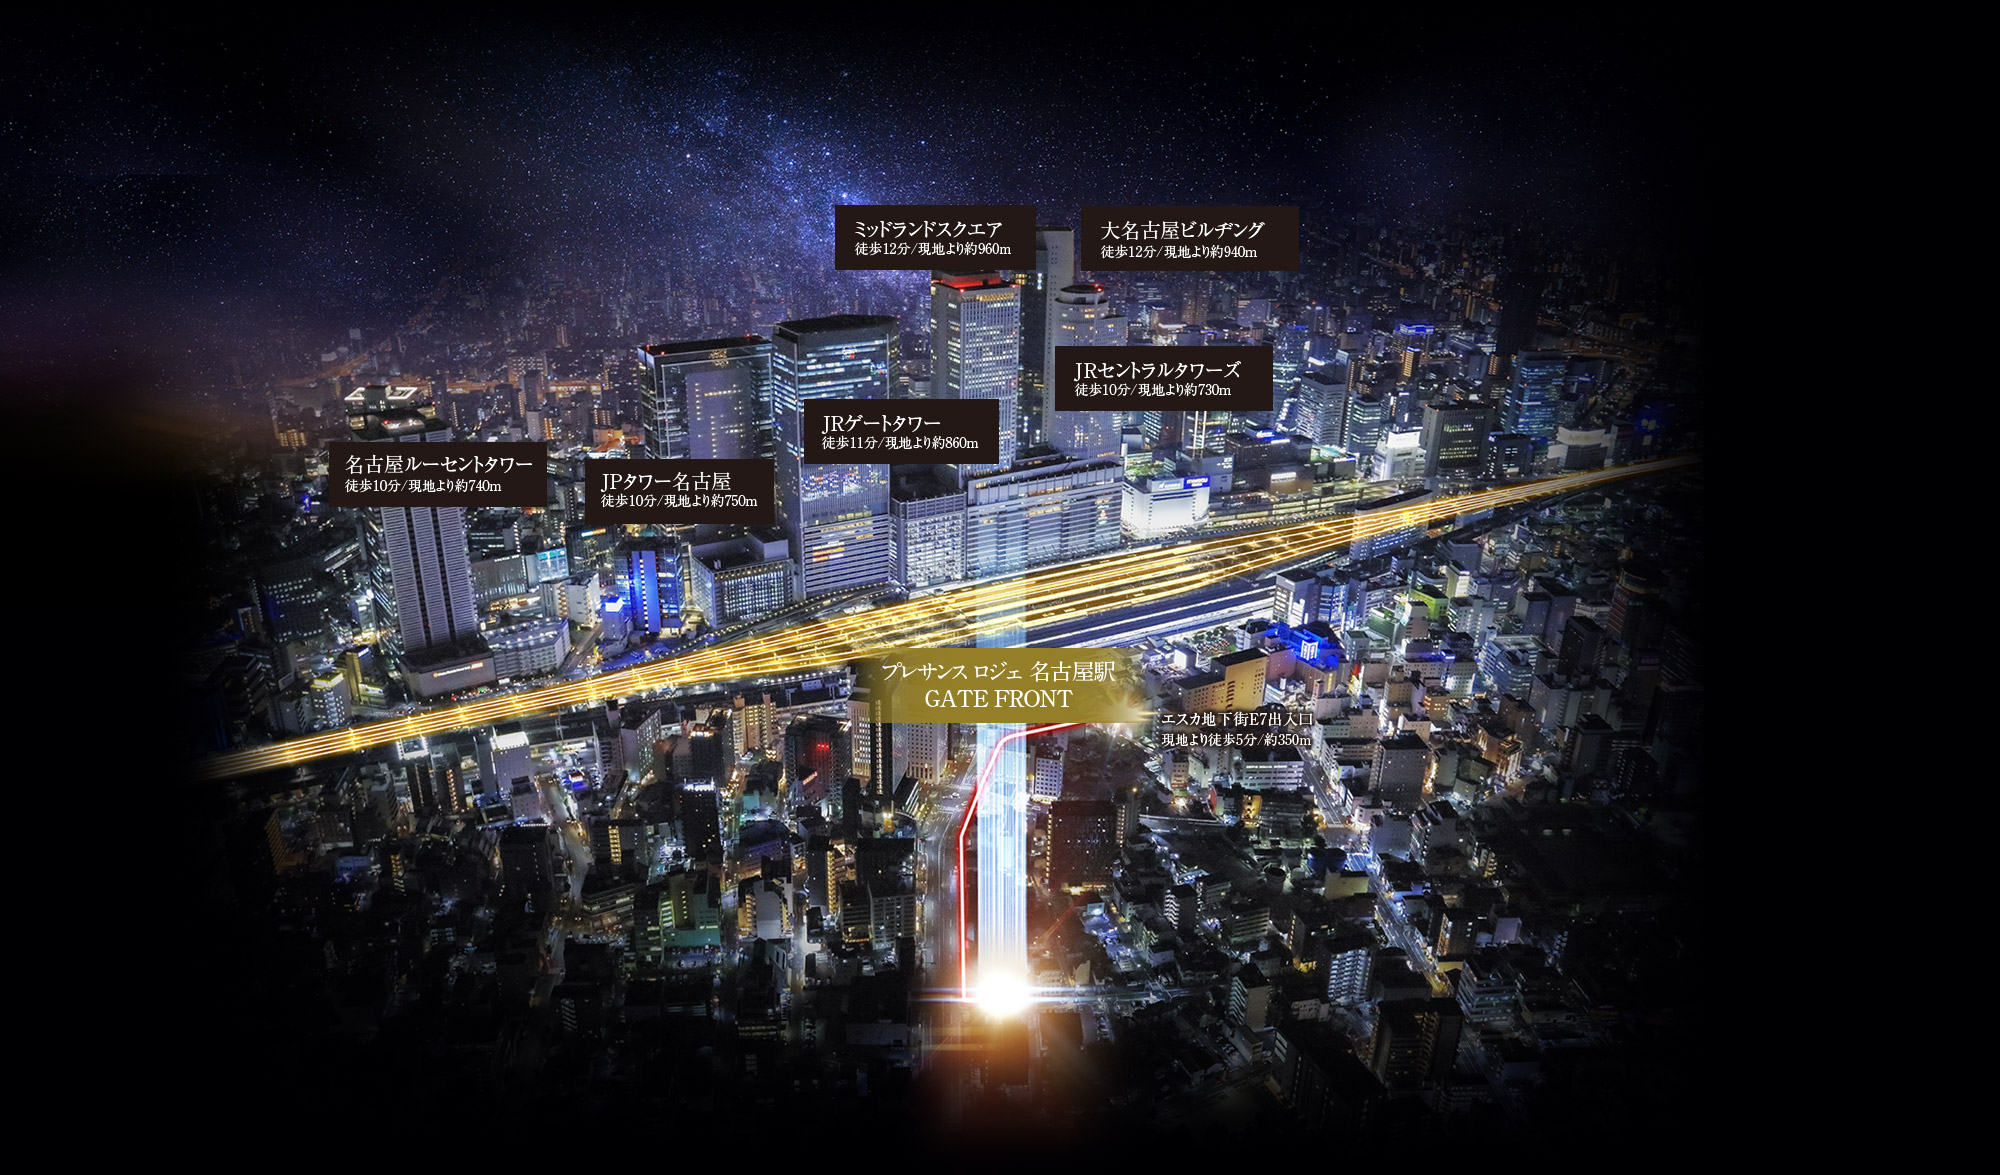 ミッドランドスクエア
徒歩12分/現地より約960m
大名古屋ビルヂング
徒歩12分/現地より約940m
JRセントラルタワーズ
徒歩10分/現地より約730m
JRゲートタワー
徒歩11分/現地より約860m
名古屋ルーセントタワー
徒歩10分/現地より約740m
JPタワー名古屋
徒歩10分/現地より約750m
プレサンス ロジェ 名古屋駅
GATE FRONT
エスカ地下街E7出入口
現地より徒歩5分/約350m